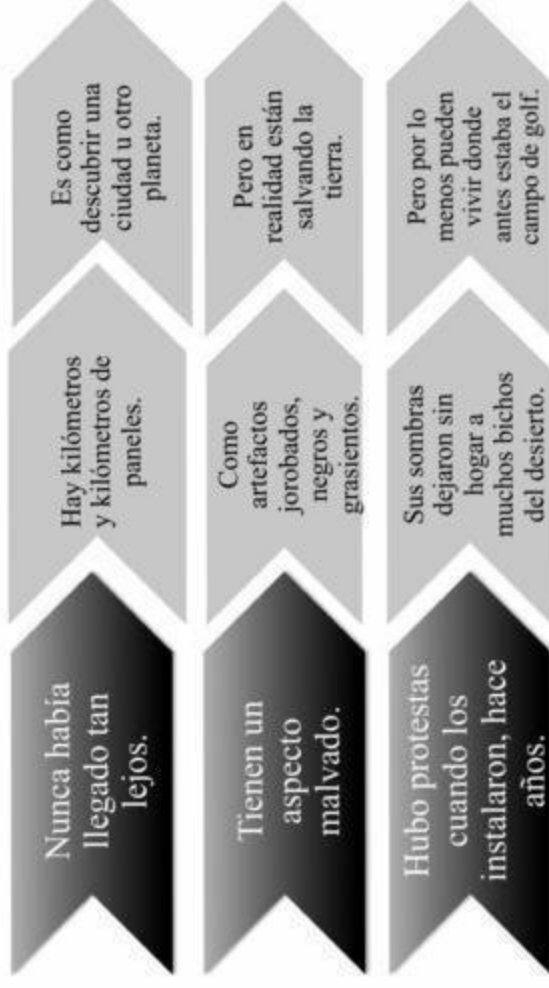 Nunca había
llegado tan
lejos.
Hay kilómetros
y kilómetros de
paneles.
Es como
descubrir una
ciudad u otro
planeta.
Tienen un
aspecto
malvado.
Como
artefactos
jorobados,
negros y
grasientos.
Pero en
realidad están
salvando la
tierra.
Hubo protestas
cuando los
instalaron, hace
años.
Sus sombras
dejaron sin
hogar a
muchos bichos
del desierto.
Pero por lo
menos pueden
vivir donde
antes estaba el
campo de golf.